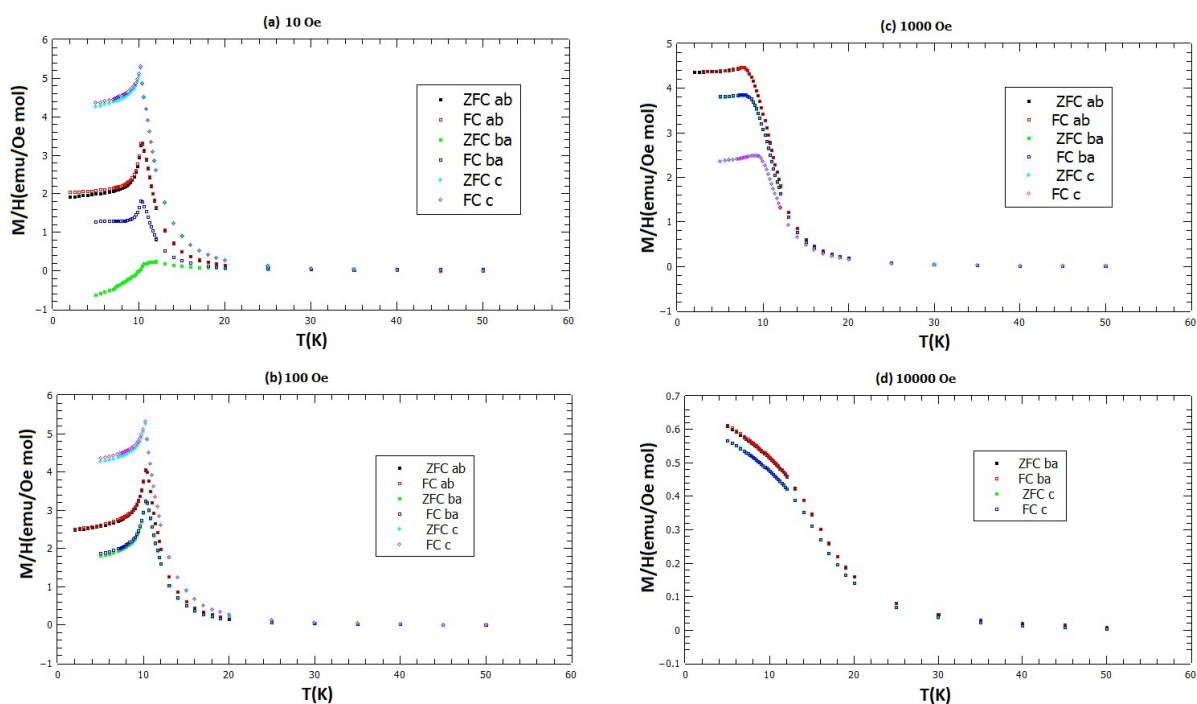 (a) 10 Oe
M/H(emu/Oe mol)
6
5
4
3
2
1
0
−1
ZFC ab
FC ab
ZFC ba
FC ba
ZFC c
FC c
0 10 20 30 40 50 60
T(K)
(c) 1000 Oe
M/H(emu/Oe mol)
5
4
3
2
1
0
−1
ZFC ab
FC ab
ZFC ba
FC ba
ZFC c
FC c
0 10 20 30 40 50 60
T(K)
(b) 100 Oe
M/H(emu/Oe mol)
6
5
4
3
2
1
0
−1
ZFC ab
FC ab
ZFC ba
FC ba
ZFC c
FC c
0 10 20 30 40 50 60
T(K)
(d) 10000 Oe
M/H(emu/Oe mol)
0.7
0.6
0.5
0.4
0.3
0.2
0.1
0
−0.1
ZFC ba
FC ba
ZFC c
FC c
0 10 20 30 40 50 60
T(K)